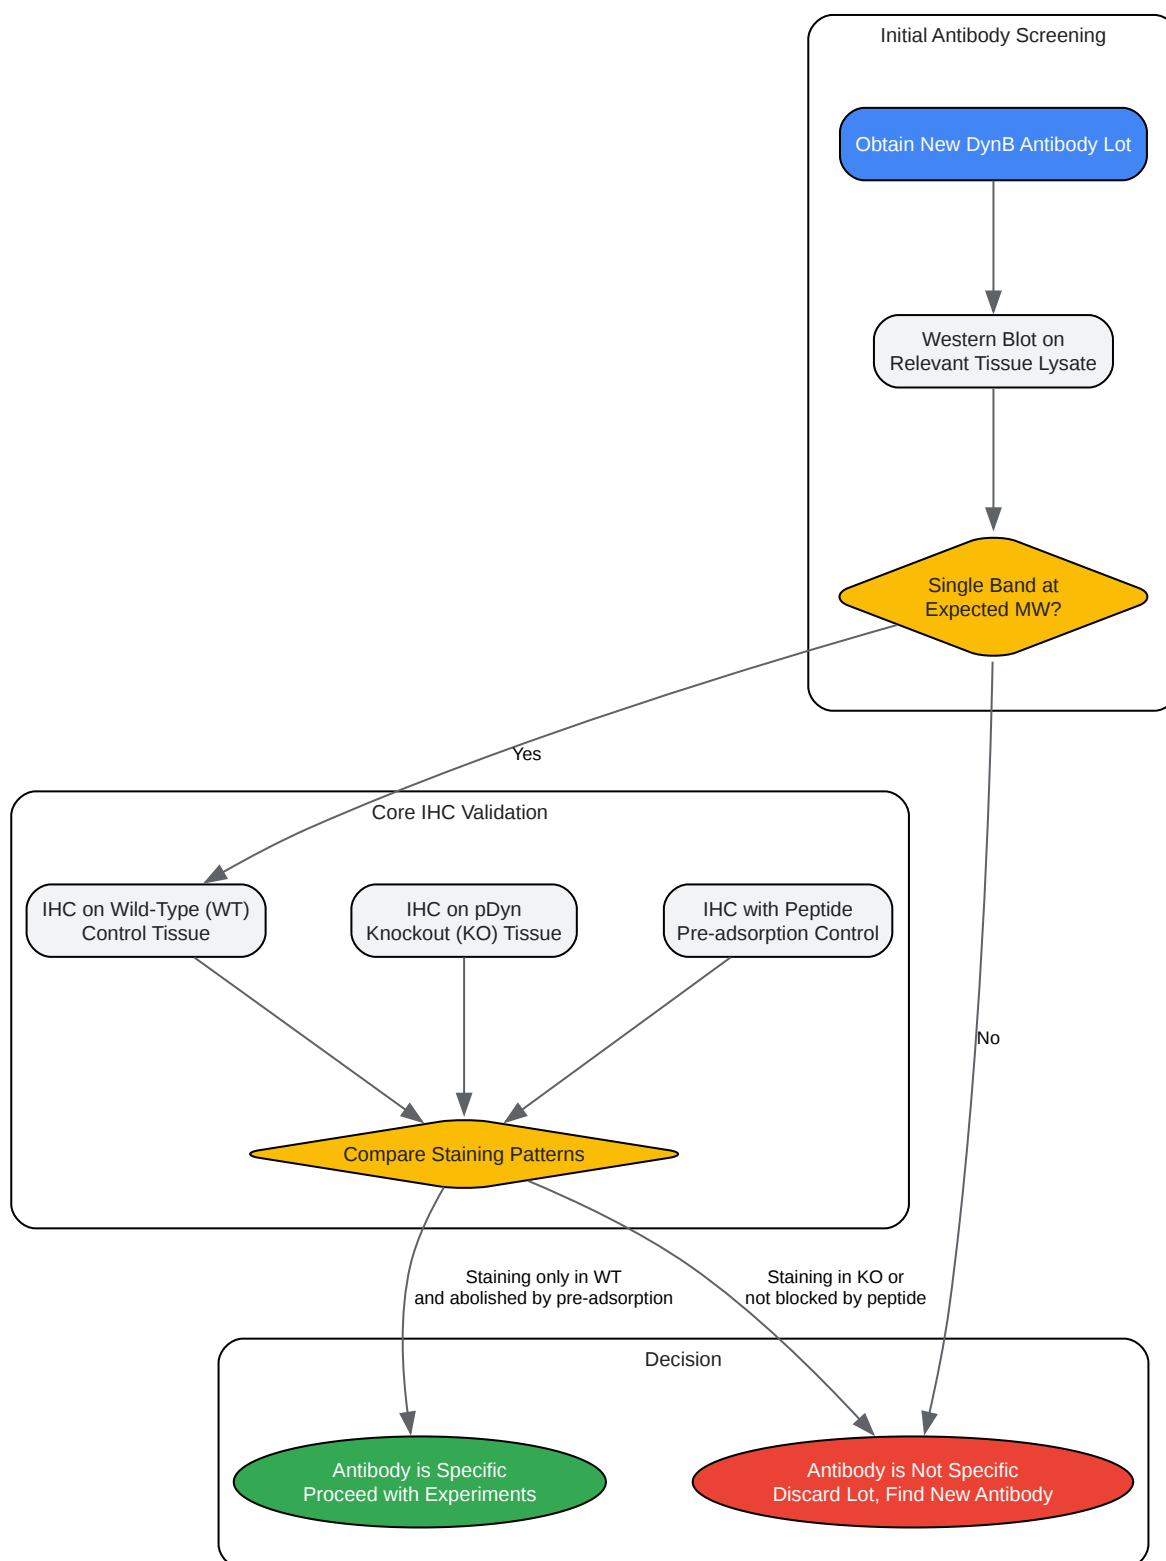 Initial Antibody Screening
Obtain New DynB Antibody Lot
Western Blot on
Relevant Tissue Lysate
Single Band at
Expected MW?
Yes
Core IHC Validation
IHC on Wild-Type (WT)
Control Tissue
IHC on pDyn
Knockout (KO) Tissue
IHC with Peptide
Pre-adsorption Control
No
Compare Staining Patterns
Staining only in WT
and abolished by pre-adsorption
Staining in KO or
not blocked by peptide
Decision
Antibody is Specific
Proceed with Experiments
Antibody is Not Specific
Discard Lot, Find New Antibody